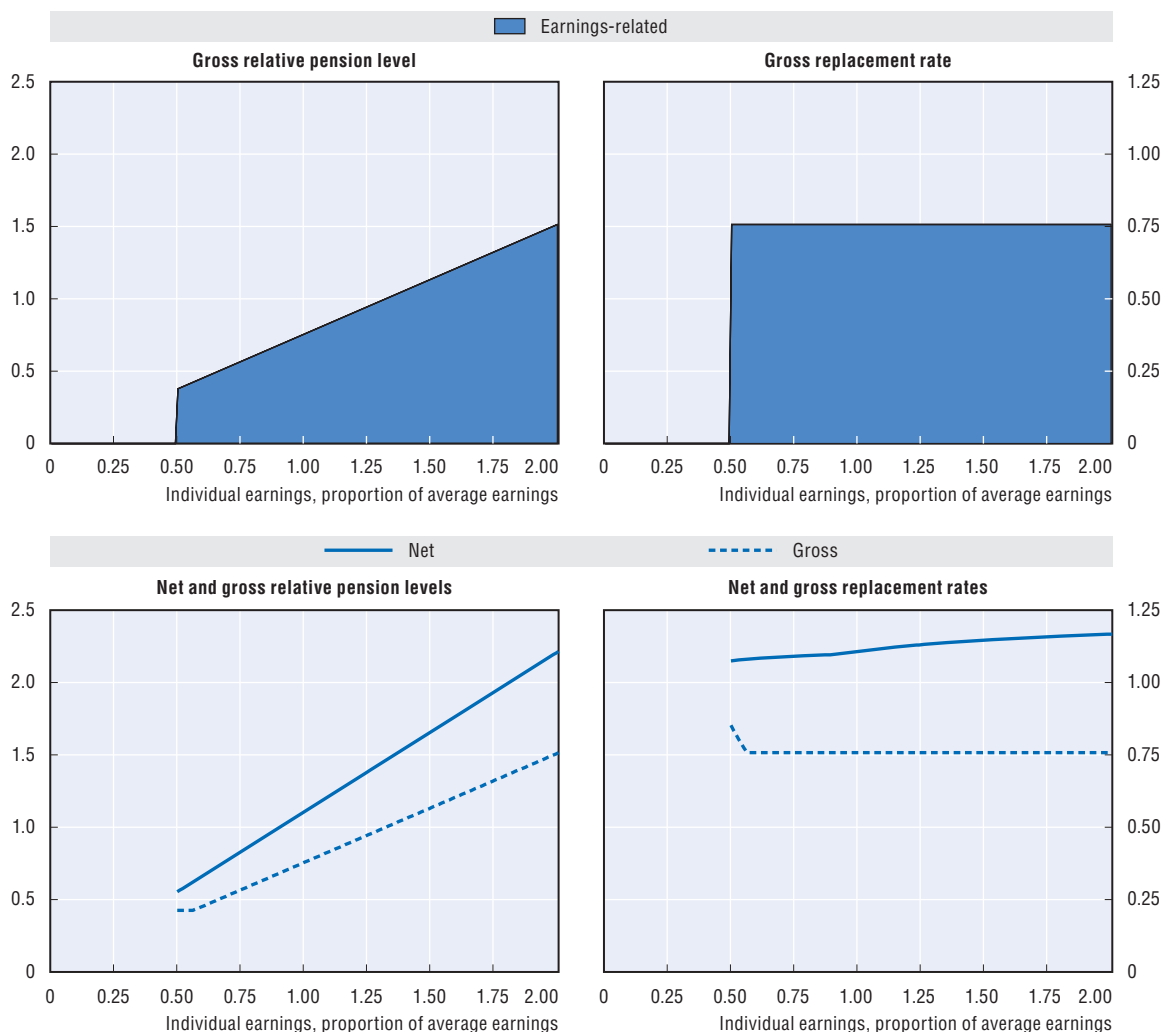 Earnings-related
Gross relative pension level
2.5
2.0
1.5
1.0
0.5
0
0 0.25 0.50 0.75 1.00 1.25 1.50 1.75 2.00
Individual earnings, proportion of average earnings
Gross replacement rate
1.25
1.00
0.75
0.50
0.25
0
0 0.25 0.50 0.75 1.00 1.25 1.50 1.75 2.00
Individual earnings, proportion of average earnings
Net Gross
Net and gross relative pension levels
2.5
2.0
1.5
1.0
0.5
0
0 0.25 0.50 0.75 1.00 1.25 1.50 1.75 2.00
Individual earnings, proportion of average earnings
Net and gross replacement rates
1.25
1.00
0.75
0.50
0.25
0
0 0.25 0.50 0.75 1.00 1.25 1.50 1.75 2.00
Individual earnings, proportion of average earnings